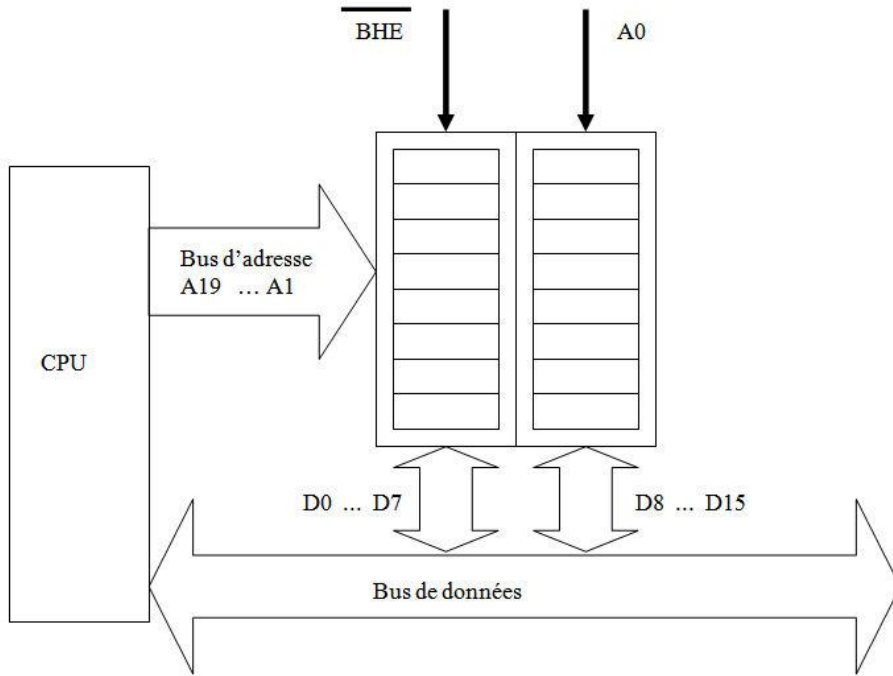 BHE
A0
Bus d’adresse
A19 ... A1
CPU
D0 ... D7
D8 ... D15
Bus de données